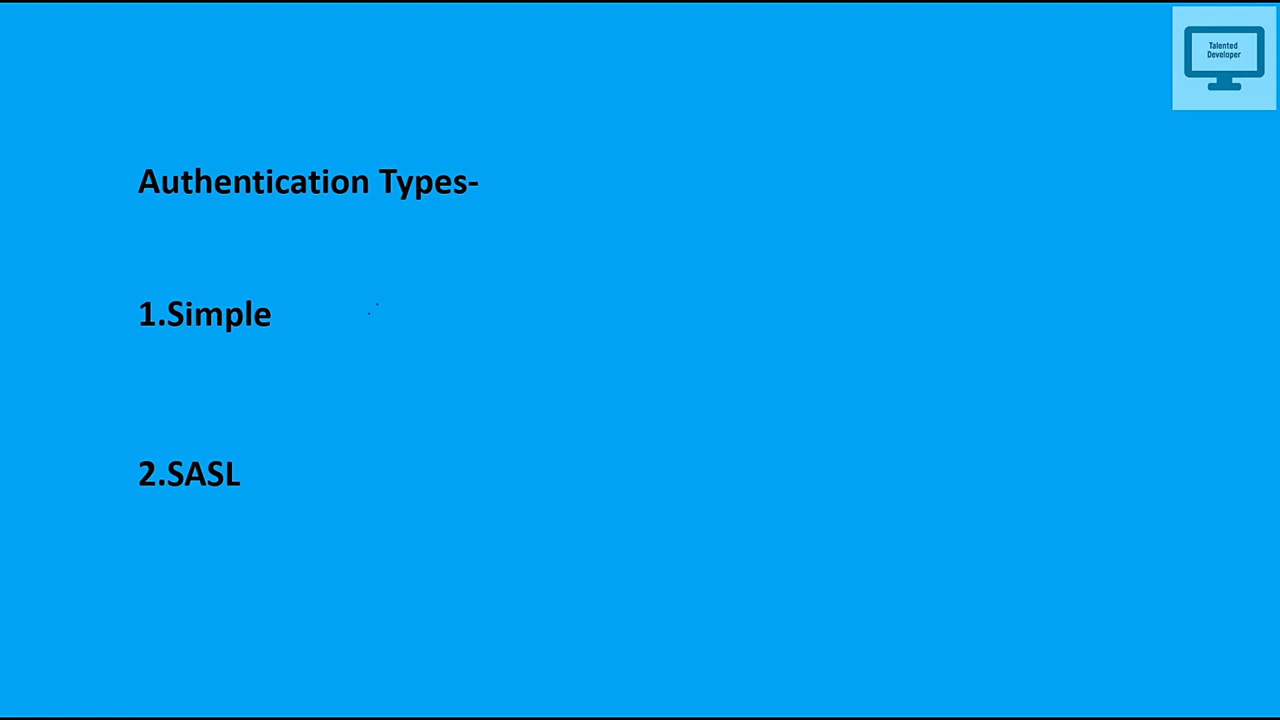 Talented
Developer
Authentication Types-
1.Simple
2.SASL